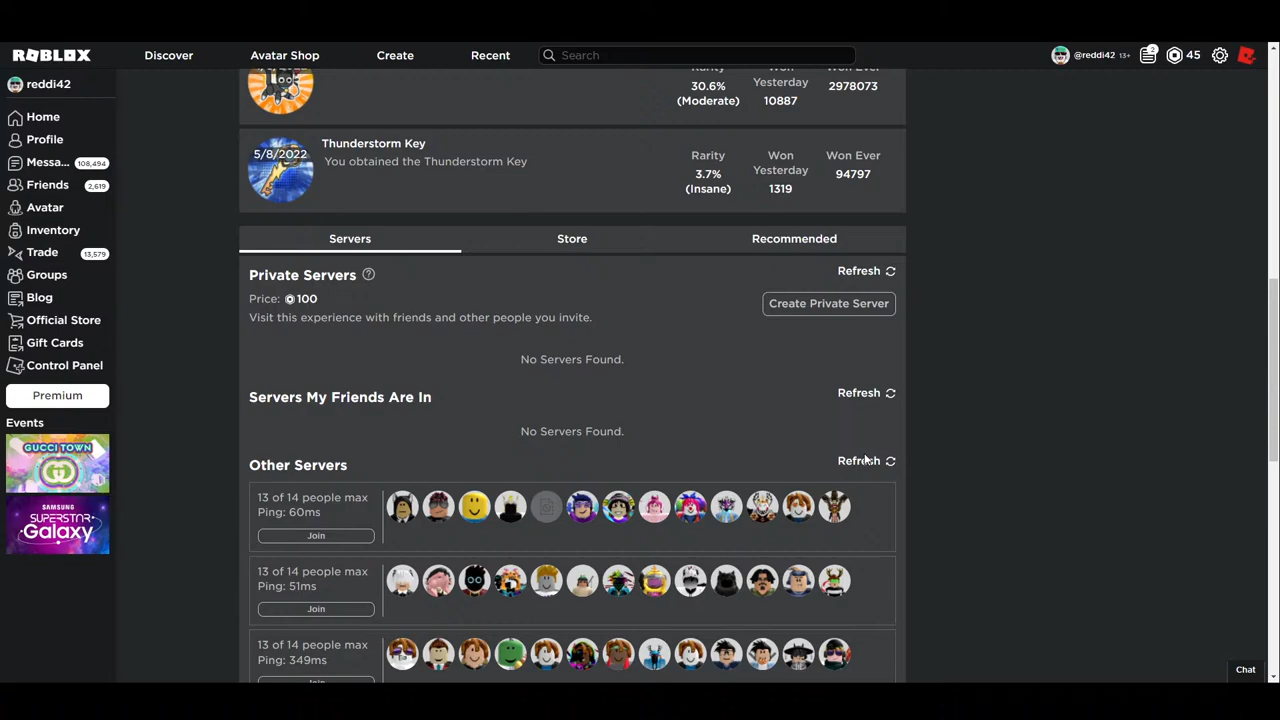 ROBLOX
Discover
Avatar Shop
Create
Recent
Search
@reddi42 13+
2
45
reddi42
Home
Profile
Messa... 108,494
Friends 2,619
Avatar
Inventory
Trade 13,579
Groups
Blog
Official Store
Gift Cards
Control Panel
Premium
Events
GUCCI TOWN
SAMSUNG
SUPERSTAR
Galaxy
Rarity
30.6%
(Moderate)
Won
Yesterday
10887
Won Ever
2978073
5/8/2022
Thunderstorm Key
You obtained the Thunderstorm Key
Rarity
3.7%
(Insane)
Won
Yesterday
1319
Won Ever
94797
Servers
Store
Recommended
Private Servers ?
Refresh
Price: 100
Create Private Server
Visit this experience with friends and other people you invite.
No Servers Found.
Servers My Friends Are In
Refresh
No Servers Found.
Other Servers
Refresh
13 of 14 people max
Ping: 60ms
Join
13 of 14 people max
Ping: 51ms
Join
13 of 14 people max
Ping: 349ms
Join
Chat